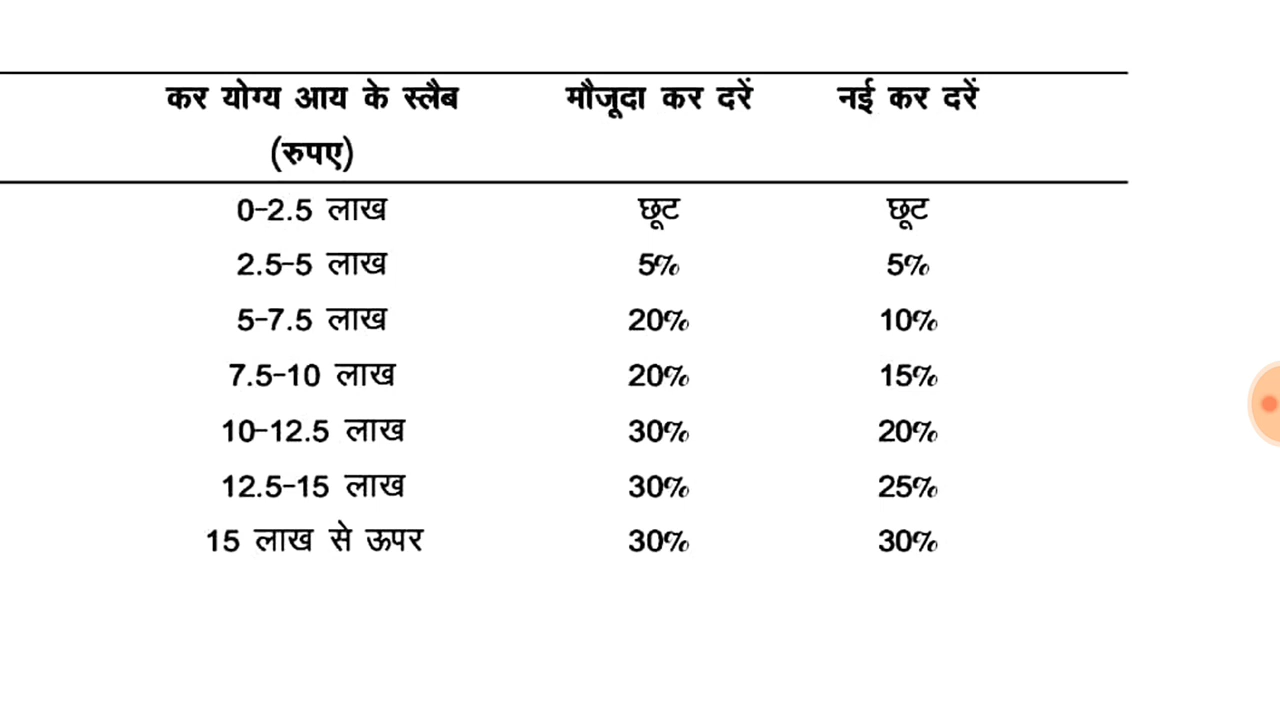 कर योग्य आय के स्लैब मौजूदा कर दरें नई कर दरें
(रुपए)
0-2.5 लाख छूट छूट
2.5-5 लाख 5% 5%
5-7.5 लाख 20% 10%
7.5-10 लाख 20% 15%
10-12.5 लाख 30% 20%
12.5-15 लाख 30% 25%
15 लाख से ऊपर 30% 30%